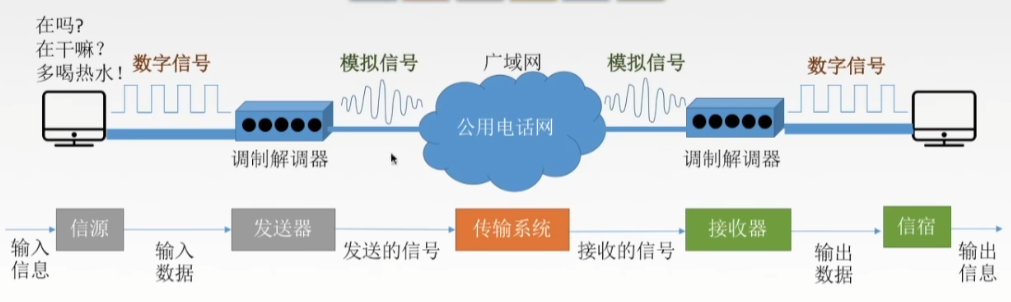 在吗?
在干嘛?
多喝热水!
数字信号
模拟信号
广域网
模拟信号
数字信号
公用电话网
调制解调器
调制解调器
信源
发送器
传输系统
接收器
信宿
输入
信息
输入
数据
发送的信号
接收的信号
输出
数据
输出
信息